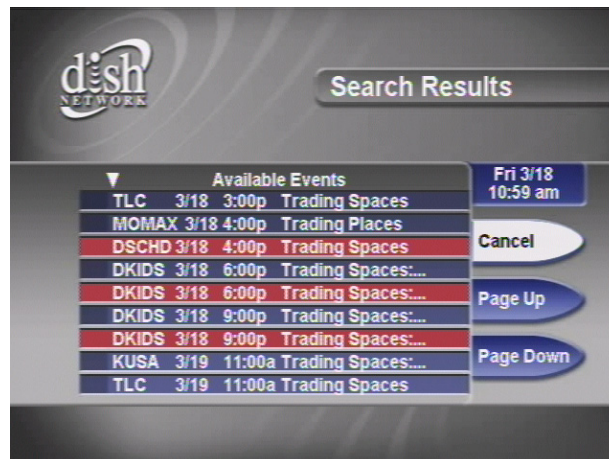 dish
NETWORK
Search Results
Available Events
Fri 3/18
10:59 am
TLC 3/18 3:00p Trading Spaces
MOMAX 3/18 4:00p Trading Places
DSCHD 3/18 4:00p Trading Spaces
DKIDS 3/18 6:00p Trading Spaces:...
DKIDS 3/18 6:00p Trading Spaces:...
DKIDS 3/18 9:00p Trading Spaces:...
DKIDS 3/18 9:00p Trading Spaces:...
KUSA 3/19 11:00a Trading Spaces:...
TLC 3/19 11:00a Trading Spaces
Cancel
Page Up
Page Down